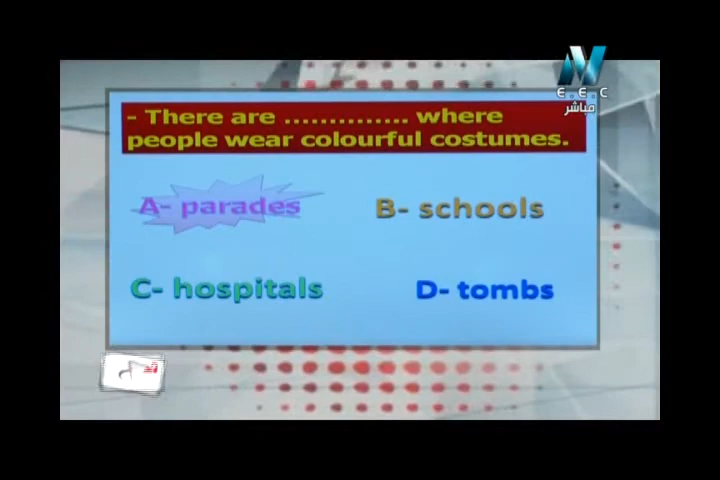 E.E.C
مباشر
- There are .............. where
people wear colourful costumes.
A- parades
B- schools
C- hospitals
D- tombs